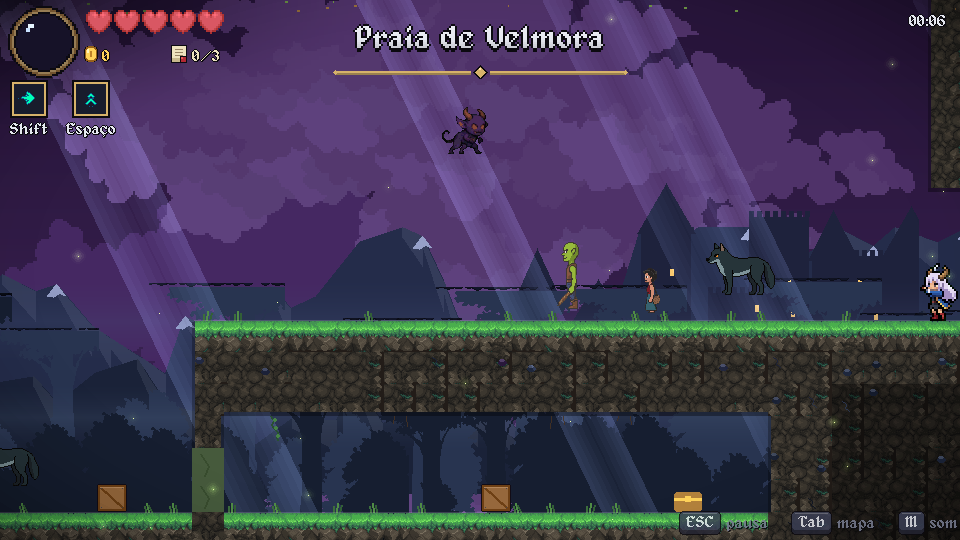 Praia de Velmora
00:06
0
0/3
Shift
Espaço
ESC pausa
Tab mapa
M som